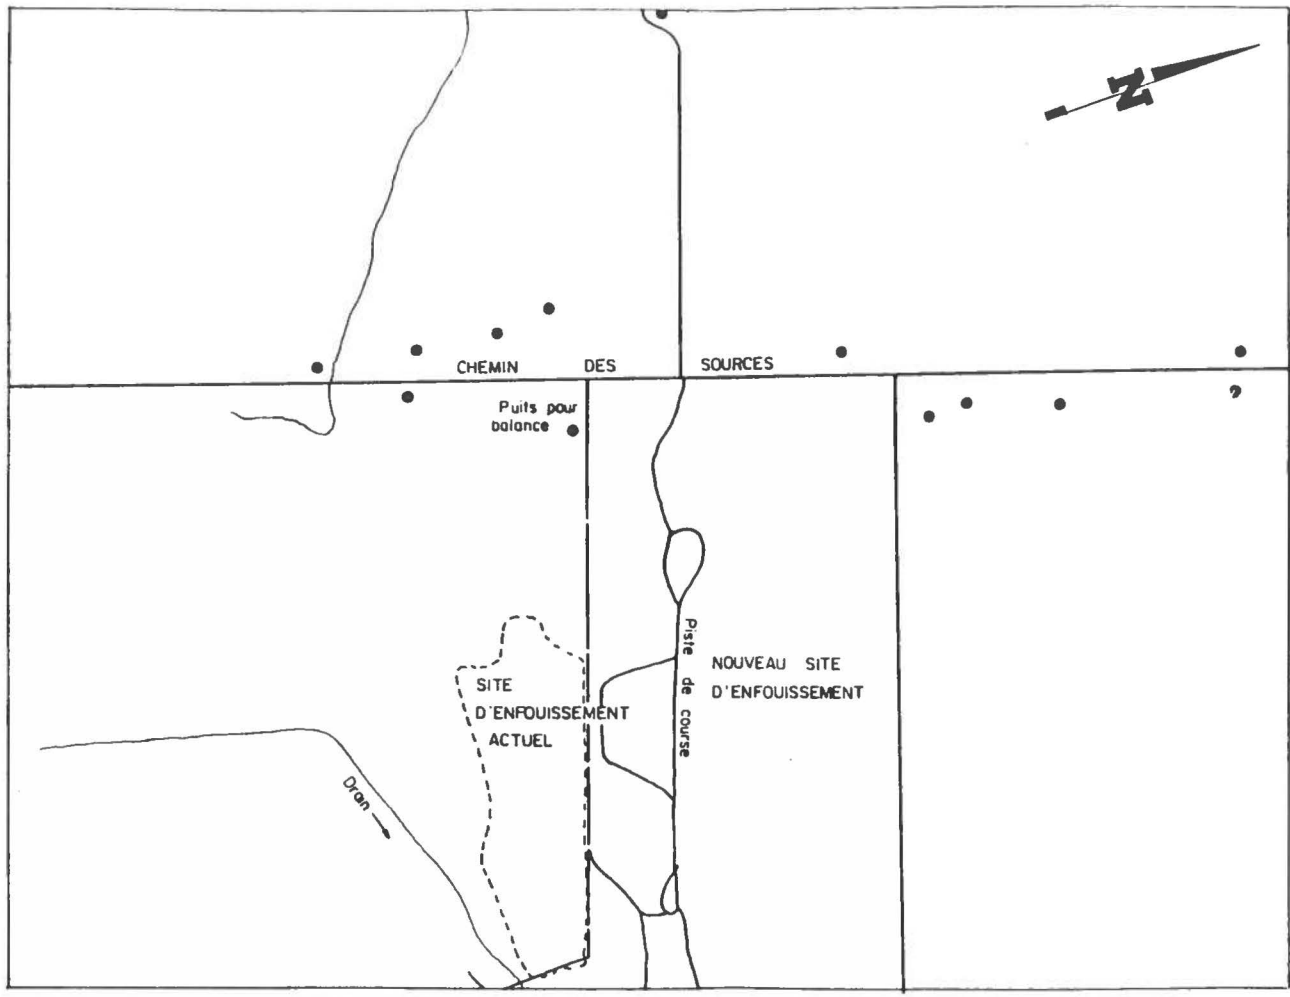 N
CHEMIN DES SOURCES
Puits pour
balance
?
SITE
D'ENFOUISSEMENT
ACTUEL
Piste de course
NOUVEAU SITE
D'ENFOUISSEMENT
Drain